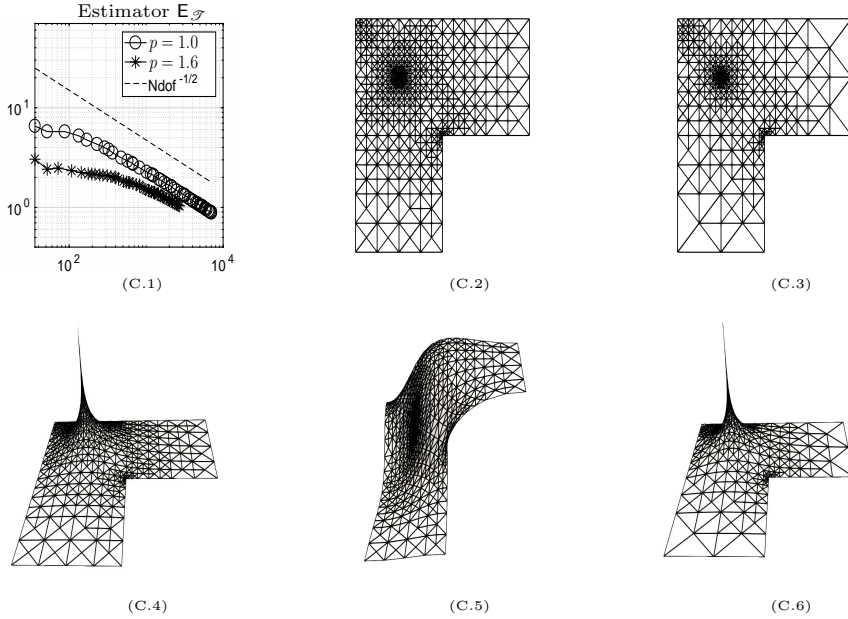 Estimator E_𝒯
p = 1.0
p = 1.6
Ndof^{-1/2}
10^1
10^0
10^2
10^4
(C.1)
(C.2)
(C.3)
(C.4)
(C.5)
(C.6)